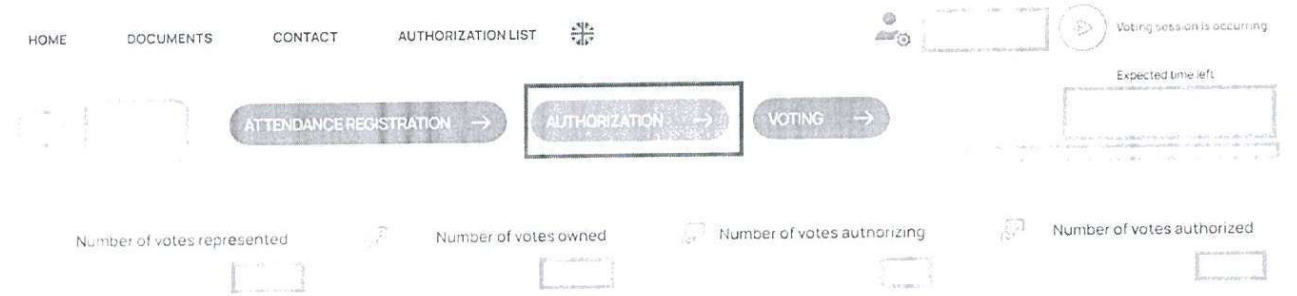 HOME DOCUMENTS CONTACT AUTHORIZATION LIST
Voting session is occurring
Expected time left
ATTENDANCE REGISTRATION → AUTHORIZATION → VOTING →
Number of votes represented Number of votes owned Number of votes authorizing Number of votes authorized